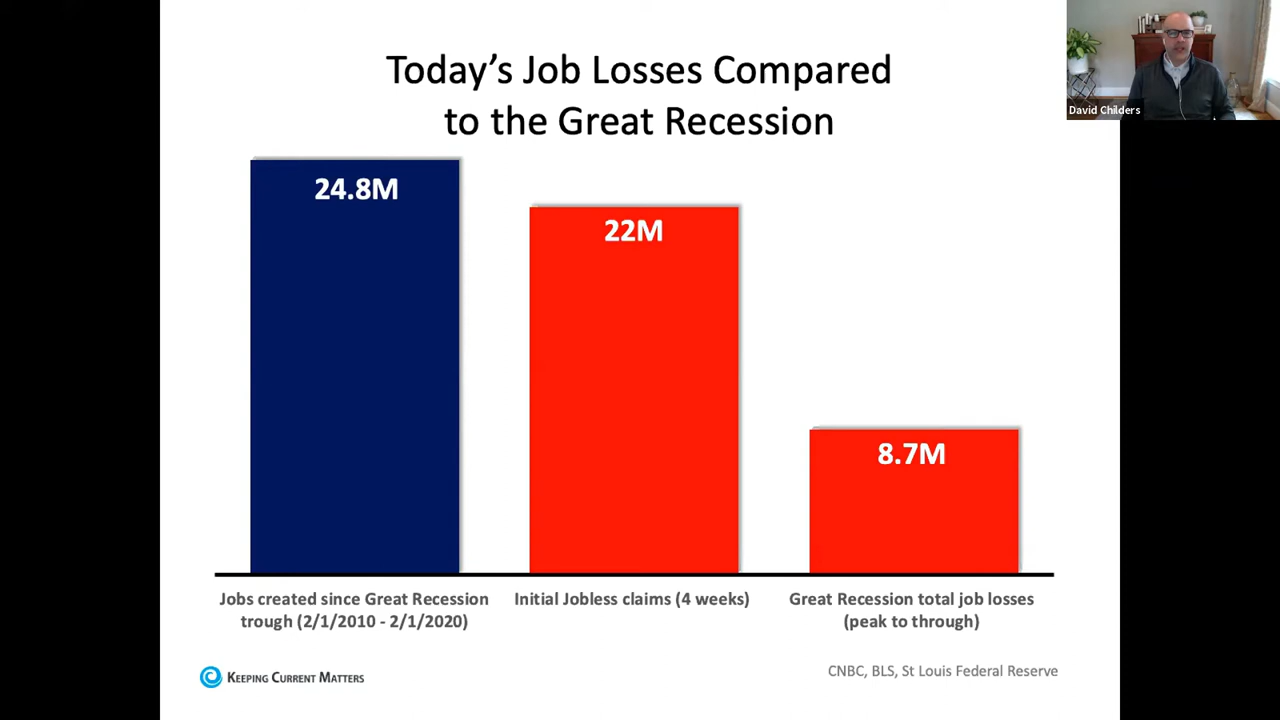 Today's Job Losses Compared
to the Great Recession
David Childers
24.8M
22M
8.7M
Jobs created since Great Recession
trough (2/1/2010 - 2/1/2020)
Initial Jobless claims (4 weeks)
Great Recession total job losses
(peak to through)
KEEPING CURRENT MATTERS
CNBC, BLS, St Louis Federal Reserve